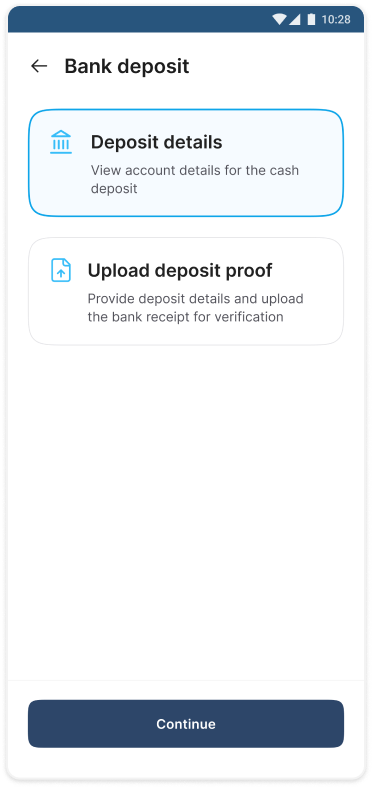 10:28
Bank deposit
Deposit details
View account details for the cash
deposit
Upload deposit proof
Provide deposit details and upload
the bank receipt for verification
Continue